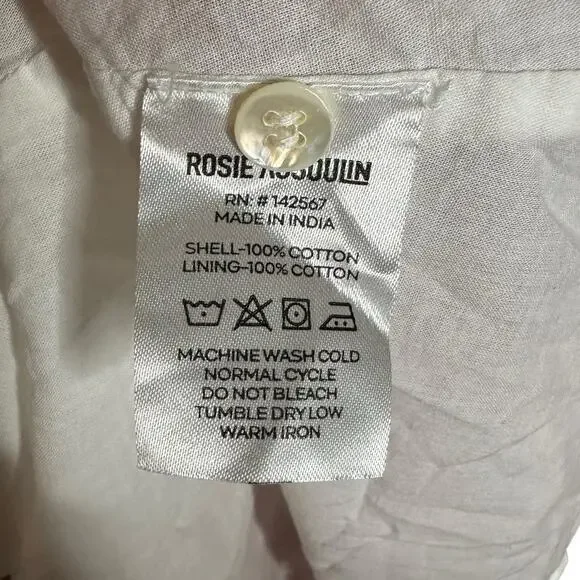 ROSIE ASSOULIN
RN: # 142567
MADE IN INDIA
SHELL-100% COTTON
LINING-100% COTTON
MACHINE WASH COLD
NORMAL CYCLE
DO NOT BLEACH
TUMBLE DRY LOW
WARM IRON